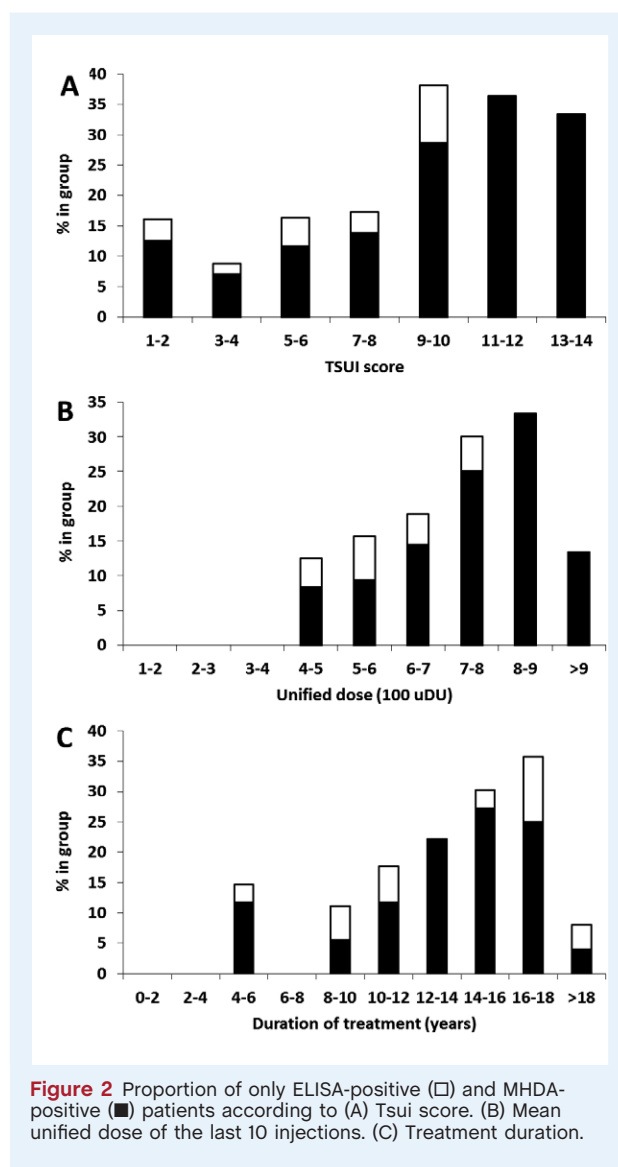 A
40
35
30
25
20
15
10
5
0
% in group
1-2 3-4 5-6 7-8 9-10 11-12 13-14
TSUI score
B
35
30
25
20
15
10
5
0
% in group
1-2 2-3 3-4 4-5 5-6 6-7 7-8 8-9 >9
Unified dose (100 uDU)
C
40
35
30
25
20
15
10
5
0
% in group
0-2 2-4 4-6 6-8 8-10 10-12 12-14 14-16 16-18 >18
Duration of treatment (years)
Figure 2 Proportion of only ELISA-positive (□) and MHDA-
positive (■) patients according to (A) Tsui score. (B) Mean
unified dose of the last 10 injections. (C) Treatment duration.